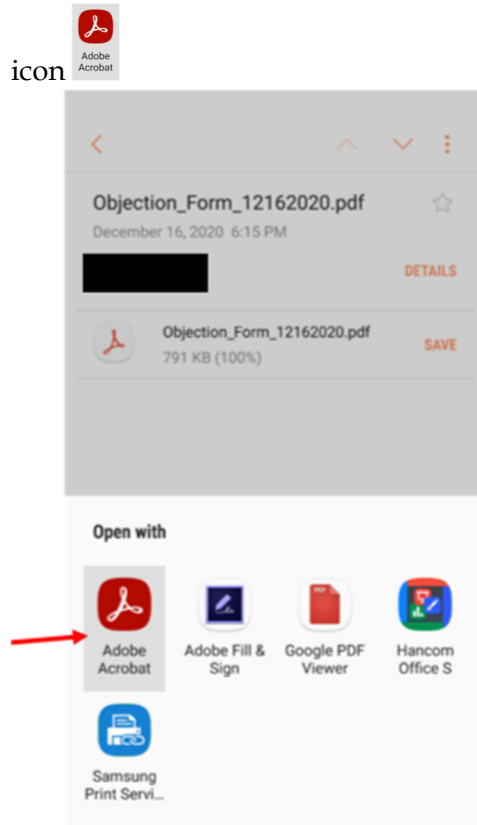 Adobe
Acrobat
icon
Objection_Form_12162020.pdf
December 16, 2020 6:15 PM
DETAILS
Objection_Form_12162020.pdf
791 KB (100%)
SAVE
Open with
Adobe
Acrobat
Adobe Fill &
Sign
PDF
Google PDF
Viewer
Hancom
Office S
Samsung
Print Servi...